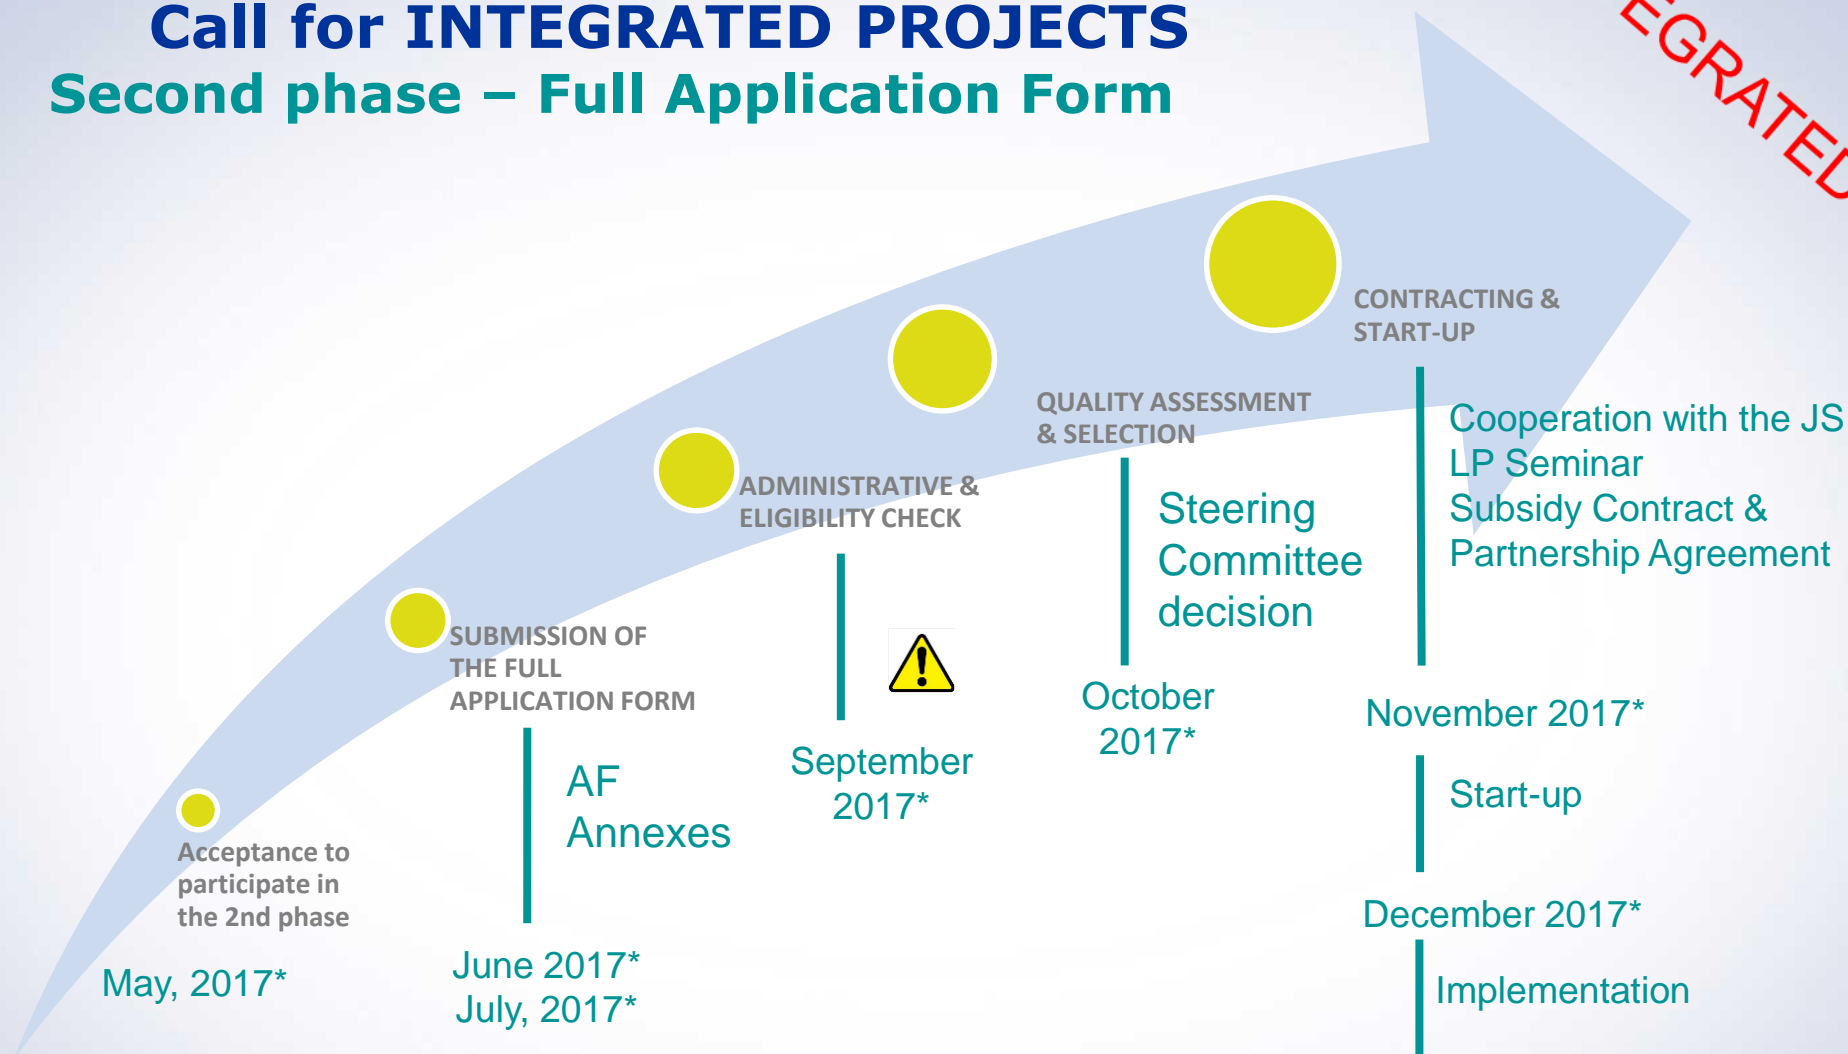 Call for INTEGRATED PROJECTS
Second phase – Full Application Form
EGRATED
Acceptance to
participate in
the 2nd phase
May, 2017*
SUBMISSION OF
THE FULL
APPLICATION FORM
AF
Annexes
June 2017*
July, 2017*
ADMINISTRATIVE &
ELIGIBILITY CHECK
September
2017*
QUALITY ASSESSMENT
& SELECTION
Steering
Committee
decision
October
2017*
CONTRACTING &
START-UP
Cooperation with the JS
LP Seminar
Subsidy Contract &
Partnership Agreement
November 2017*
Start-up
December 2017*
Implementation